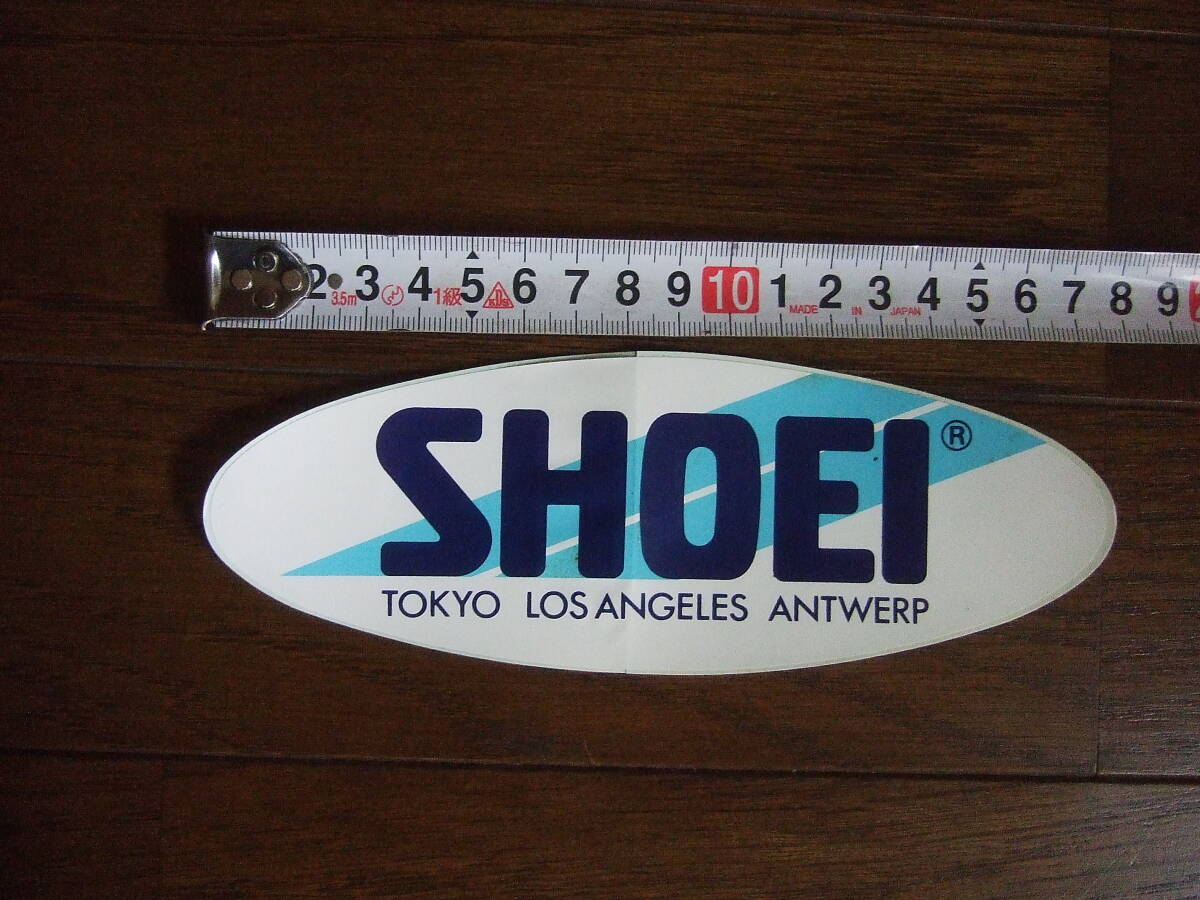 2 3 4 5 6 7 8 9 10 1 2 3 4 5 6 7 8 9
3.5m 1級 KDS MADE IN JAPAN
SHOEI®
TOKYO LOS ANGELES ANTWERP